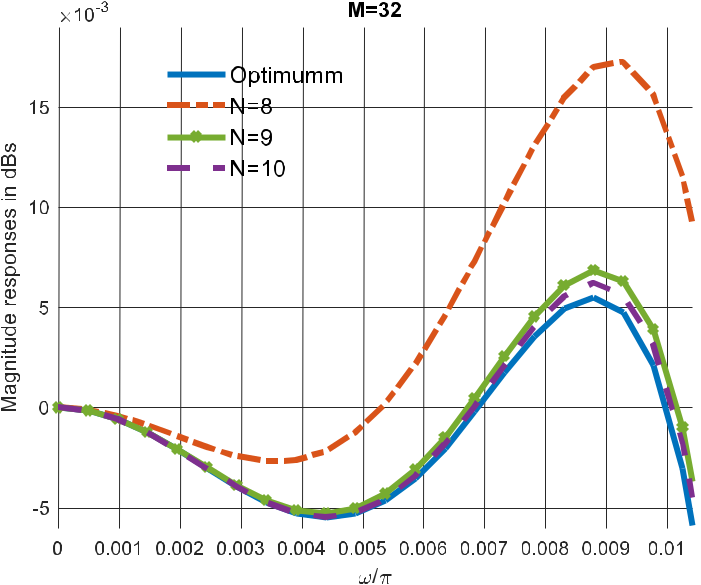 ×10⁻³
M=32
Optimumm
N=8
N=9
N=10
Magnitude responses in dBs
15
10
5
0
-5
0 0.001 0.002 0.003 0.004 0.005 0.006 0.007 0.008 0.009 0.01
ω/π